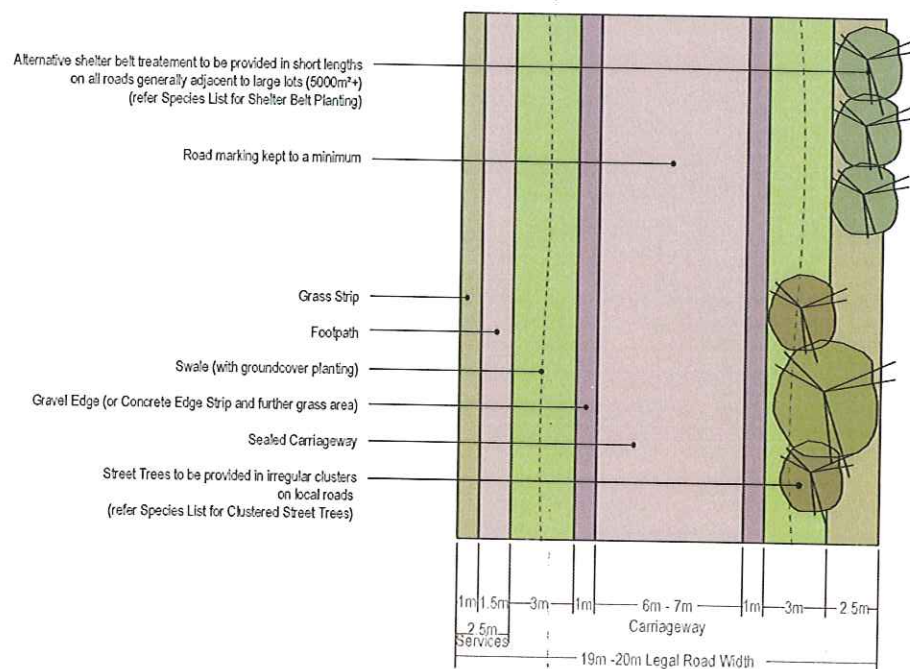 Alternative shelter belt treatement to be provided in short lengths
on all roads generally adjacent to large lots (5000m²+)
(refer Species List for Shelter Belt Planting)
Road marking kept to a minimum
Grass Strip
Footpath
Swale (with groundcover planting)
Gravel Edge (or Concrete Edge Strip and further grass area)
Sealed Carriageway
Street Trees to be provided in irregular clusters
on local roads
(refer Species List for Clustered Street Trees)
1m 1.5m 3m 1m 6m - 7m 1m 3m 2.5m
Carriageway
2.5m
Services
19m -20m Legal Road Width